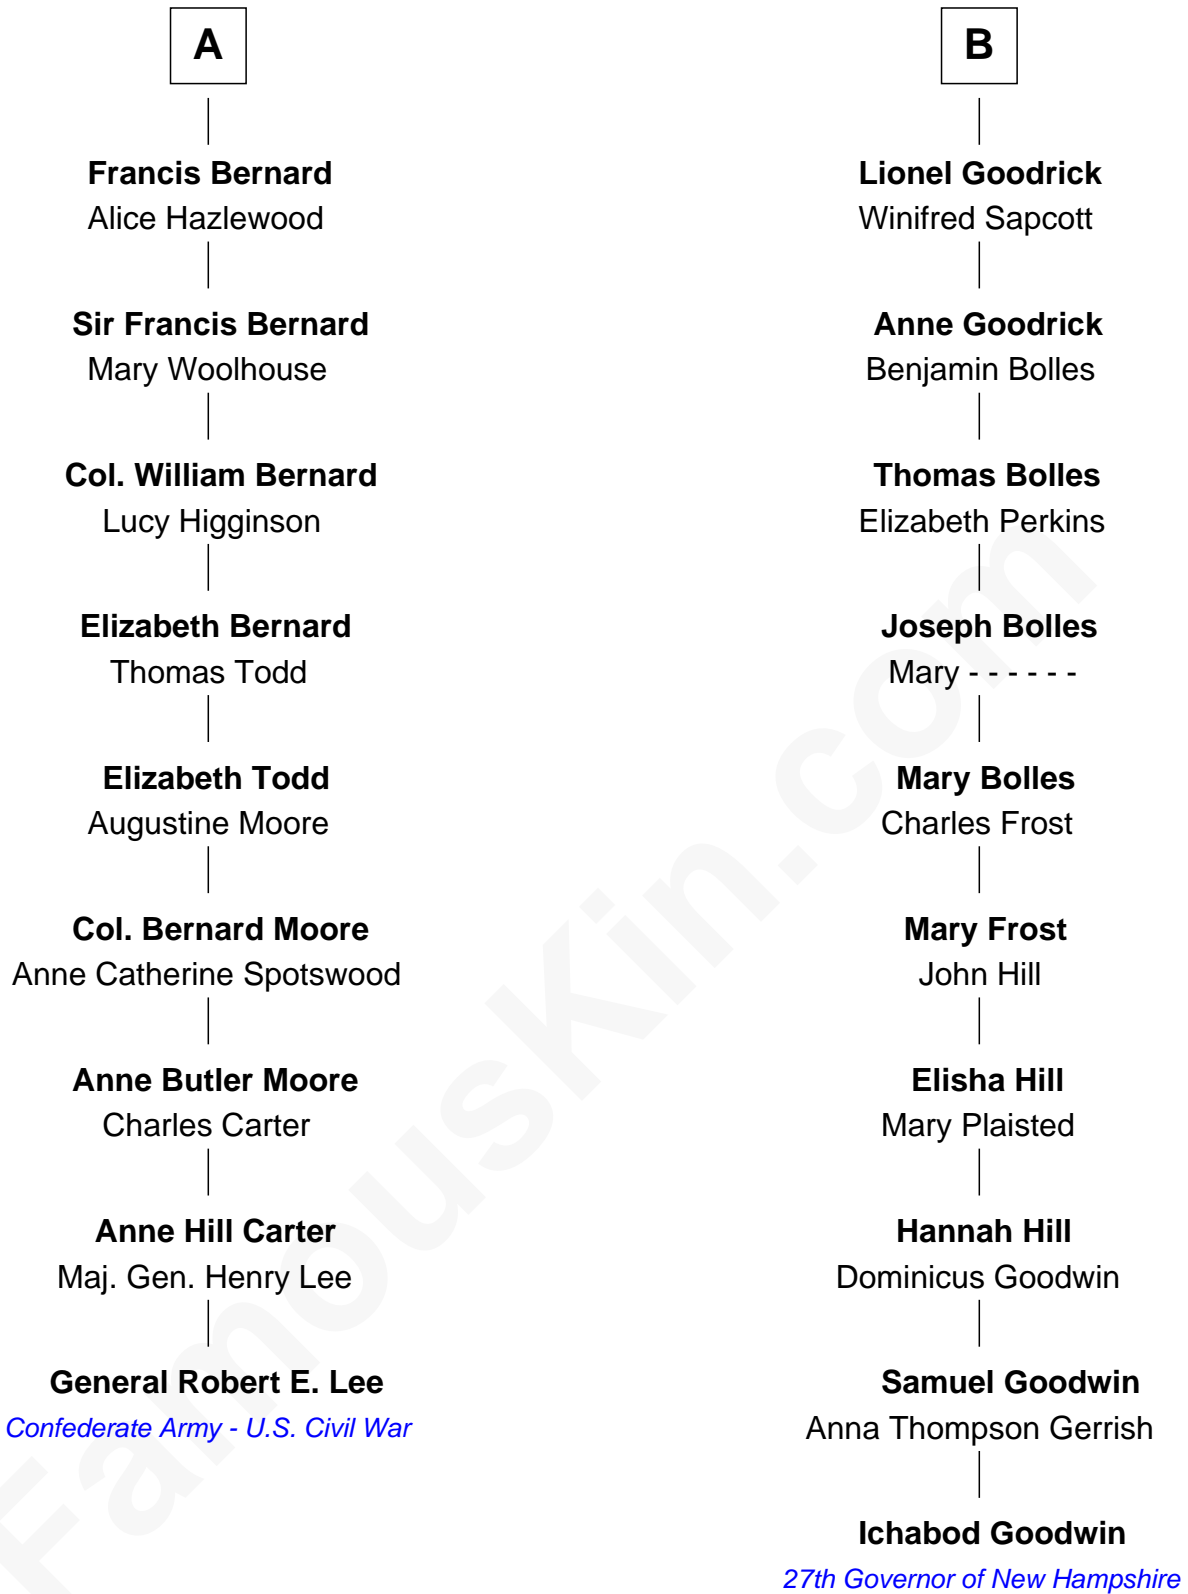 A
Francis Bernard
Alice Hazlewood
Sir Francis Bernard
Mary Woolhouse
Col. William Bernard
Lucy Higginson
Elizabeth Bernard
Thomas Todd
Elizabeth Todd
Augustine Moore
Col. Bernard Moore
Anne Catherine Spotswood
Anne Butler Moore
Charles Carter
Anne Hill Carter
Maj. Gen. Henry Lee
General Robert E. Lee
Confederate Army - U.S. Civil War
B
Lionel Goodrick
Winifred Sapcott
Anne Goodrick
Benjamin Bolles
Thomas Bolles
Elizabeth Perkins
Joseph Bolles
Mary - - - - - -
Mary Bolles
Charles Frost
Mary Frost
John Hill
Elisha Hill
Mary Plaisted
Hannah Hill
Dominicus Goodwin
Samuel Goodwin
Anna Thompson Gerrish
Ichabod Goodwin
27th Governor of New Hampshire
FamousKin.com